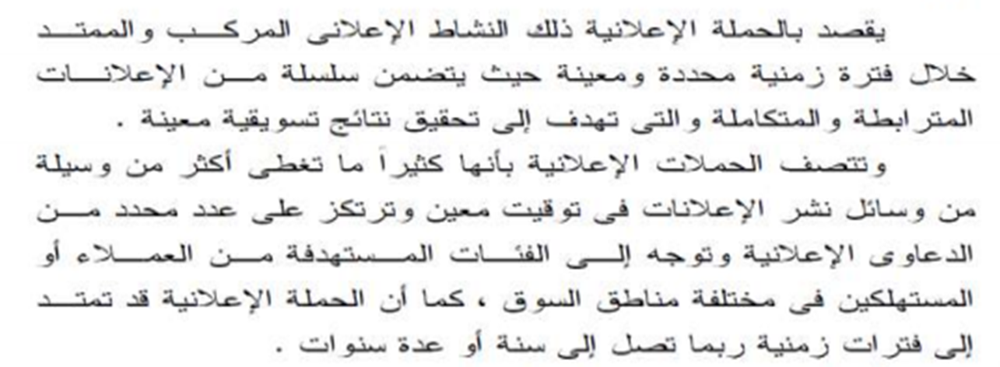 يقصد بالحملة الإعلانية ذلك النشاط الإعلانى المركب والممتد
خلال فترة زمنية محددة ومعينة حيث يتضمن سلسلة من الإعلانات
المترابطة والمتكاملة والتى تهدف إلى تحقيق نتائج تسويقية معينة .
وتتصف الحملات الإعلانية بأنها كثيراً ما تغطى أكثر من وسيلة
من وسائل نشر الإعلانات فى توقيت معين وترتكز على عدد محدد من
الدعاوى الإعلانية وتوجه إلى الفئات المستهدفة من العملاء أو
المستهلكين فى مختلفة مناطق السوق ، كما أن الحملة الإعلانية قد تمتد
إلى فترات زمنية ربما تصل إلى سنة أو عدة سنوات .